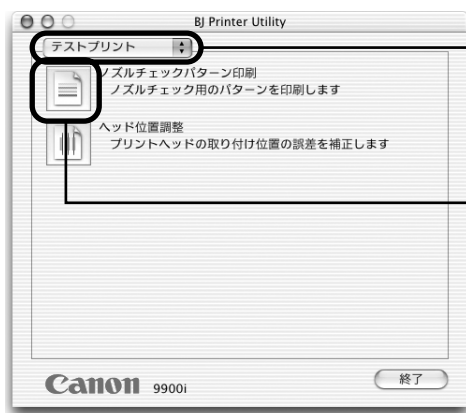 BJ Printer Utility
テストプリント
ノズルチェックパターン印刷
ノズルチェック用のパターンを印刷します
ヘッド位置調整
プリントヘッドの取り付け位置の誤差を補正します
Canon 9900i
終了